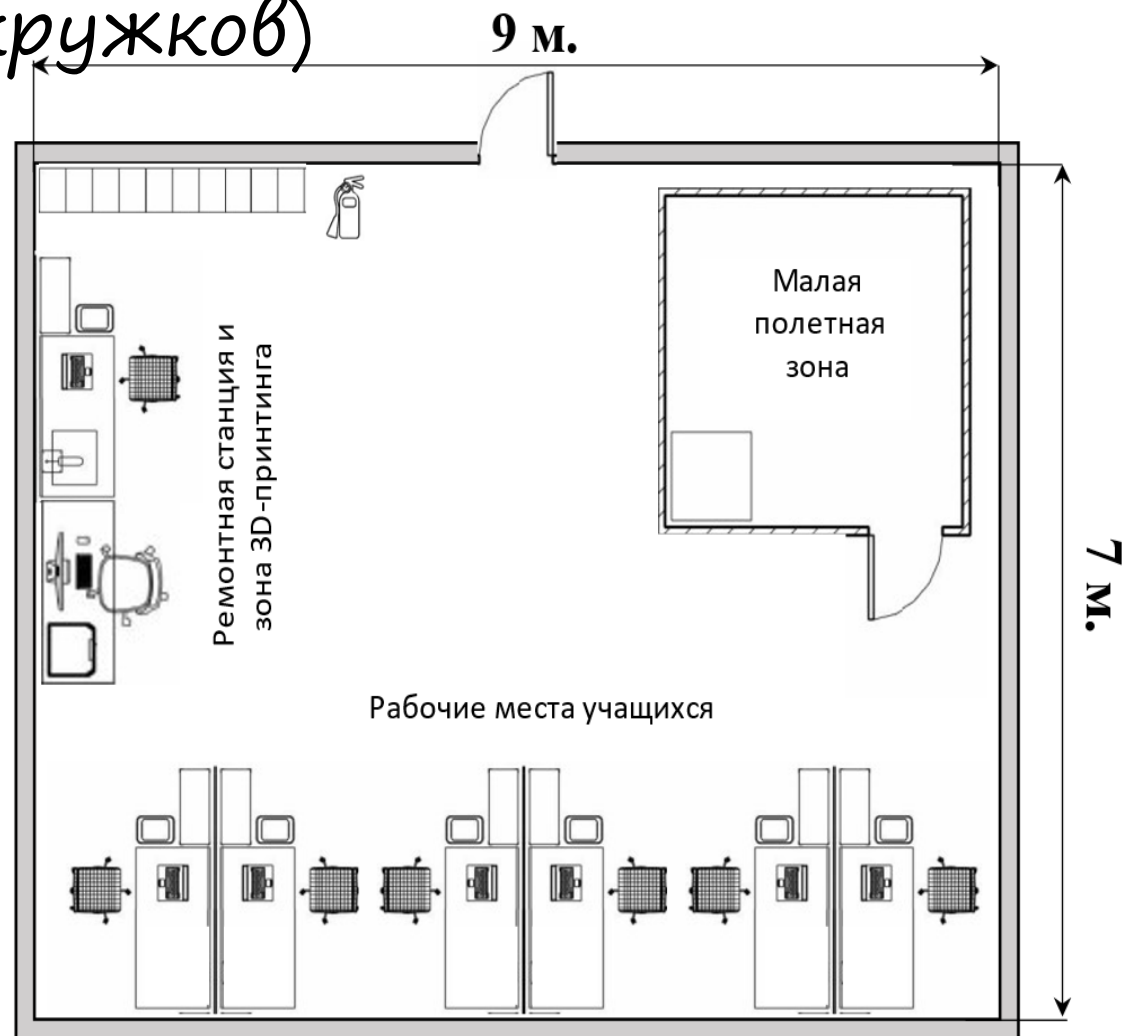 кружков)
9 м.
Малая
полетная
зона
Ремонтная станция и
зона 3D-принтинга
7 м.
Рабочие места учащихся